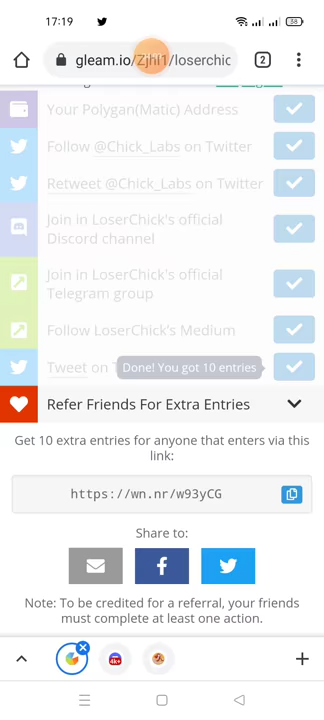 17:19
38
gleam.io/Zjhl1/loserchic
2
Your Polygan(Matic) Address
Follow @Chick_Labs on Twitter
Retweet @Chick_Labs on Twitter
Join in LoserChick's official
Discord channel
Join in LoserChick's official
Telegram group
Follow LoserChick's Medium
Tweet on
Done! You got 10 entries
Refer Friends For Extra Entries
Get 10 extra entries for anyone that enters via this
link:
https://wn.nr/w93yCG
Share to:
Note: To be credited for a referral, your friends
must complete at least one action.
4k+